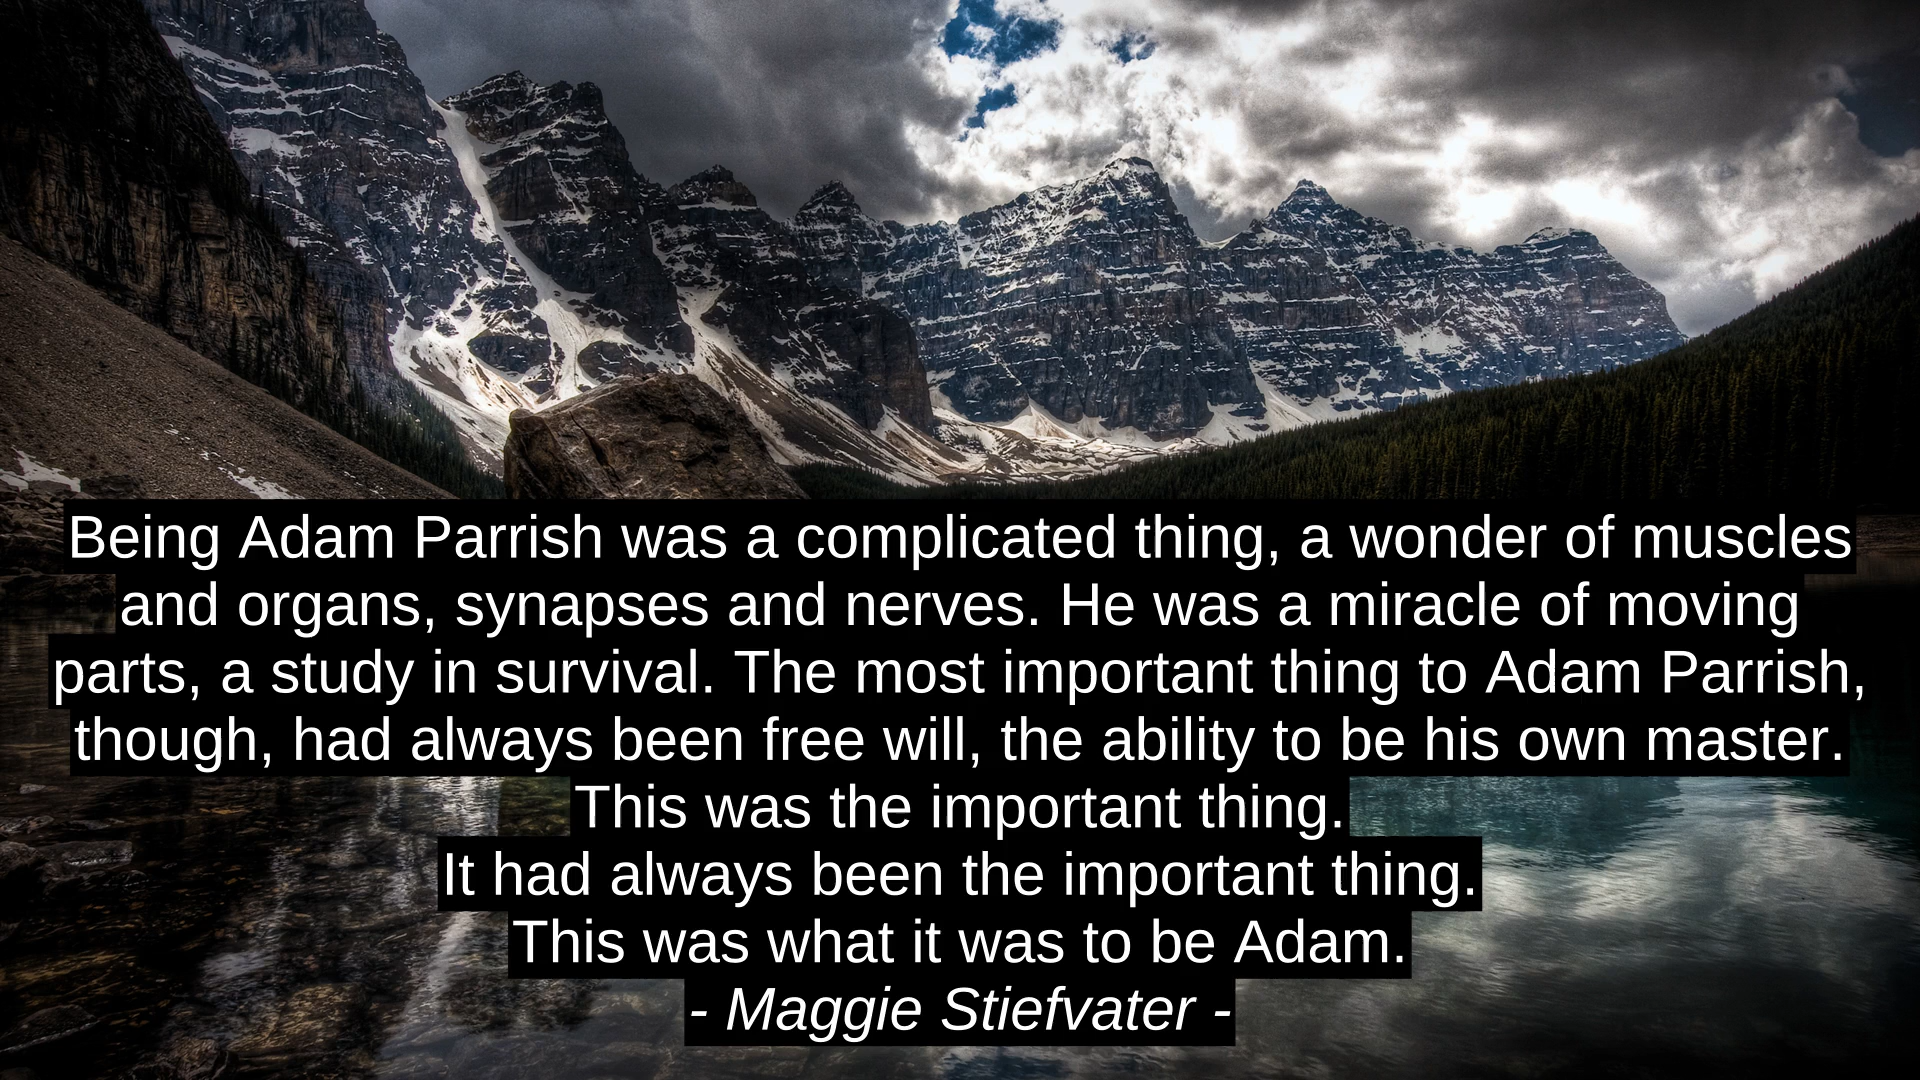 Being Adam Parrish was a complicated thing, a wonder of muscles
and organs, synapses and nerves. He was a miracle of moving
parts, a study in survival. The most important thing to Adam Parrish,
though, had always been free will, the ability to be his own master.
This was the important thing.
It had always been the important thing.
This was what it was to be Adam.
- Maggie Stiefvater -